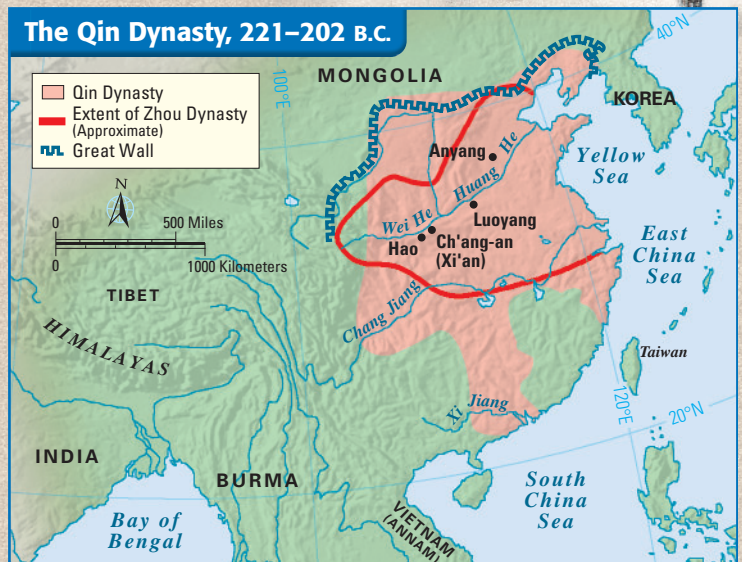 The Qin Dynasty, 221–202 B.C.
Qin Dynasty
Extent of Zhou Dynasty
(Approximate)
Great Wall
N
0 500 Miles
0 1000 Kilometers
100°E
MONGOLIA
40°N
KOREA
Anyang
Huang He
Yellow
Sea
Wei He
Luoyang
Hao
Ch'ang-an
(Xi'an)
East
China
Sea
TIBET
Chang Jiang
HIMALAYAS
Taiwan
Xi Jiang
120°E
20°N
INDIA
BURMA
South
China
Sea
Bay of
Bengal
VIETNAM
(ANNAM)